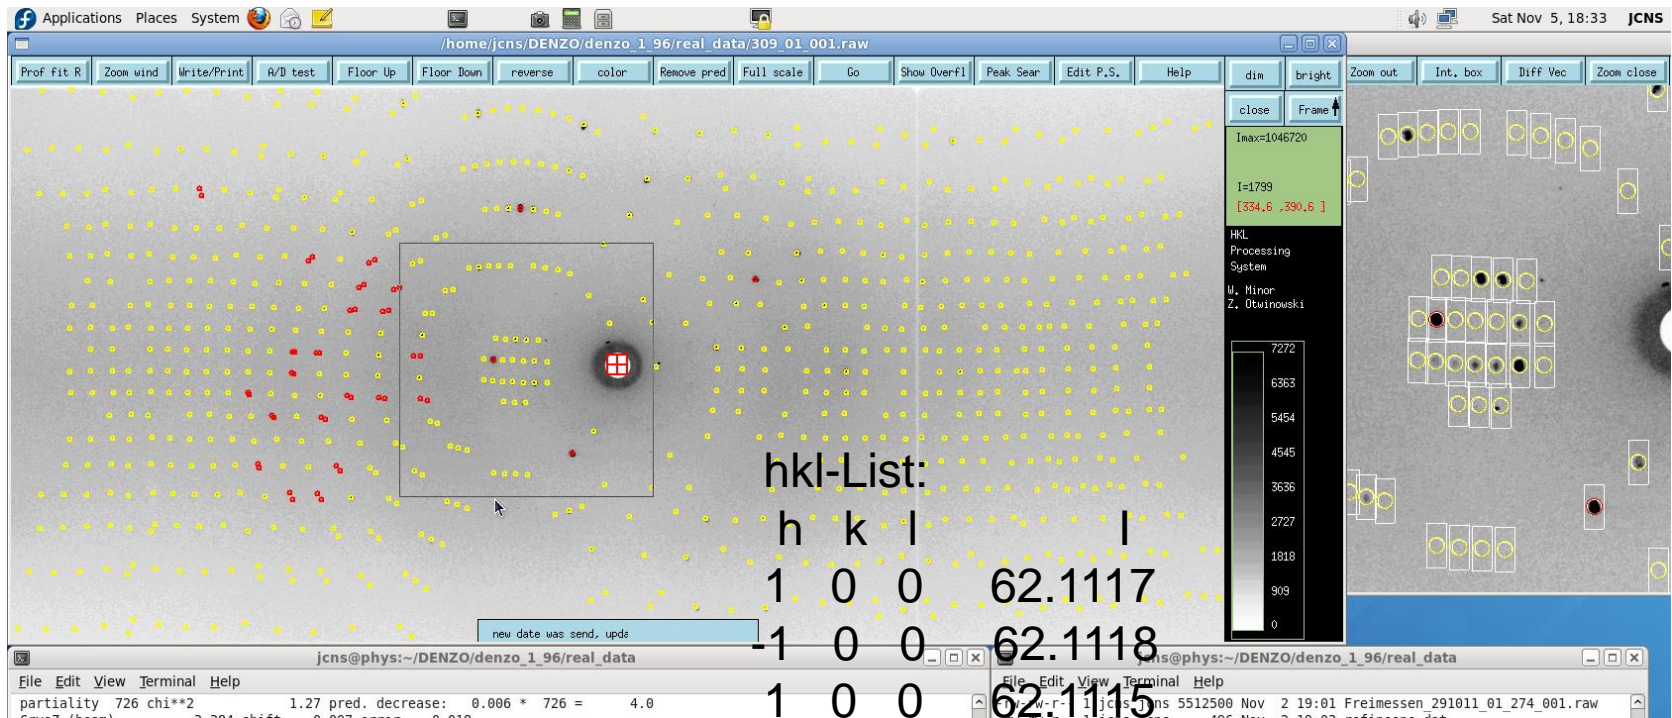 Applications Places System Sat Nov 5, 18:33 JCNS
/home/jcns/DENZO/denzo_1_96/real_data/309_01_001.raw
Prof fit R Zoom wind Write/Print A/D test Floor Up Floor Down reverse color Remove pred Full scale Go Show Overfl Peak Sear Edit P.S. Help dim bright Zoom out Int. box Diff Vec Zoom close
close Frame
Imax=1046720
I=1799
[334.6 ,390.6 ]
HKL
Processing
System
W. Minor
Z. Otwinowski
7272
6363
5454
4545
3636
2727
1818
909
0
hkl-List:
h k l I
1 0 0 62.1117
-1 0 0 62.1118
1 0 0 62.1115
new date was send, upda
jcns@phys:~/DENZO/denzo_1_96/real_data
File Edit View Terminal Help
partiality 726 chi**2 1.27 pred. decrease: 0.006 * 726 = 4.0
jcns@phys:~/DENZO/denzo_1_96/real_data
File Edit View Terminal Help
jcns 5512500 Nov 2 19:01 Freimessen_291011_01_274_001.raw